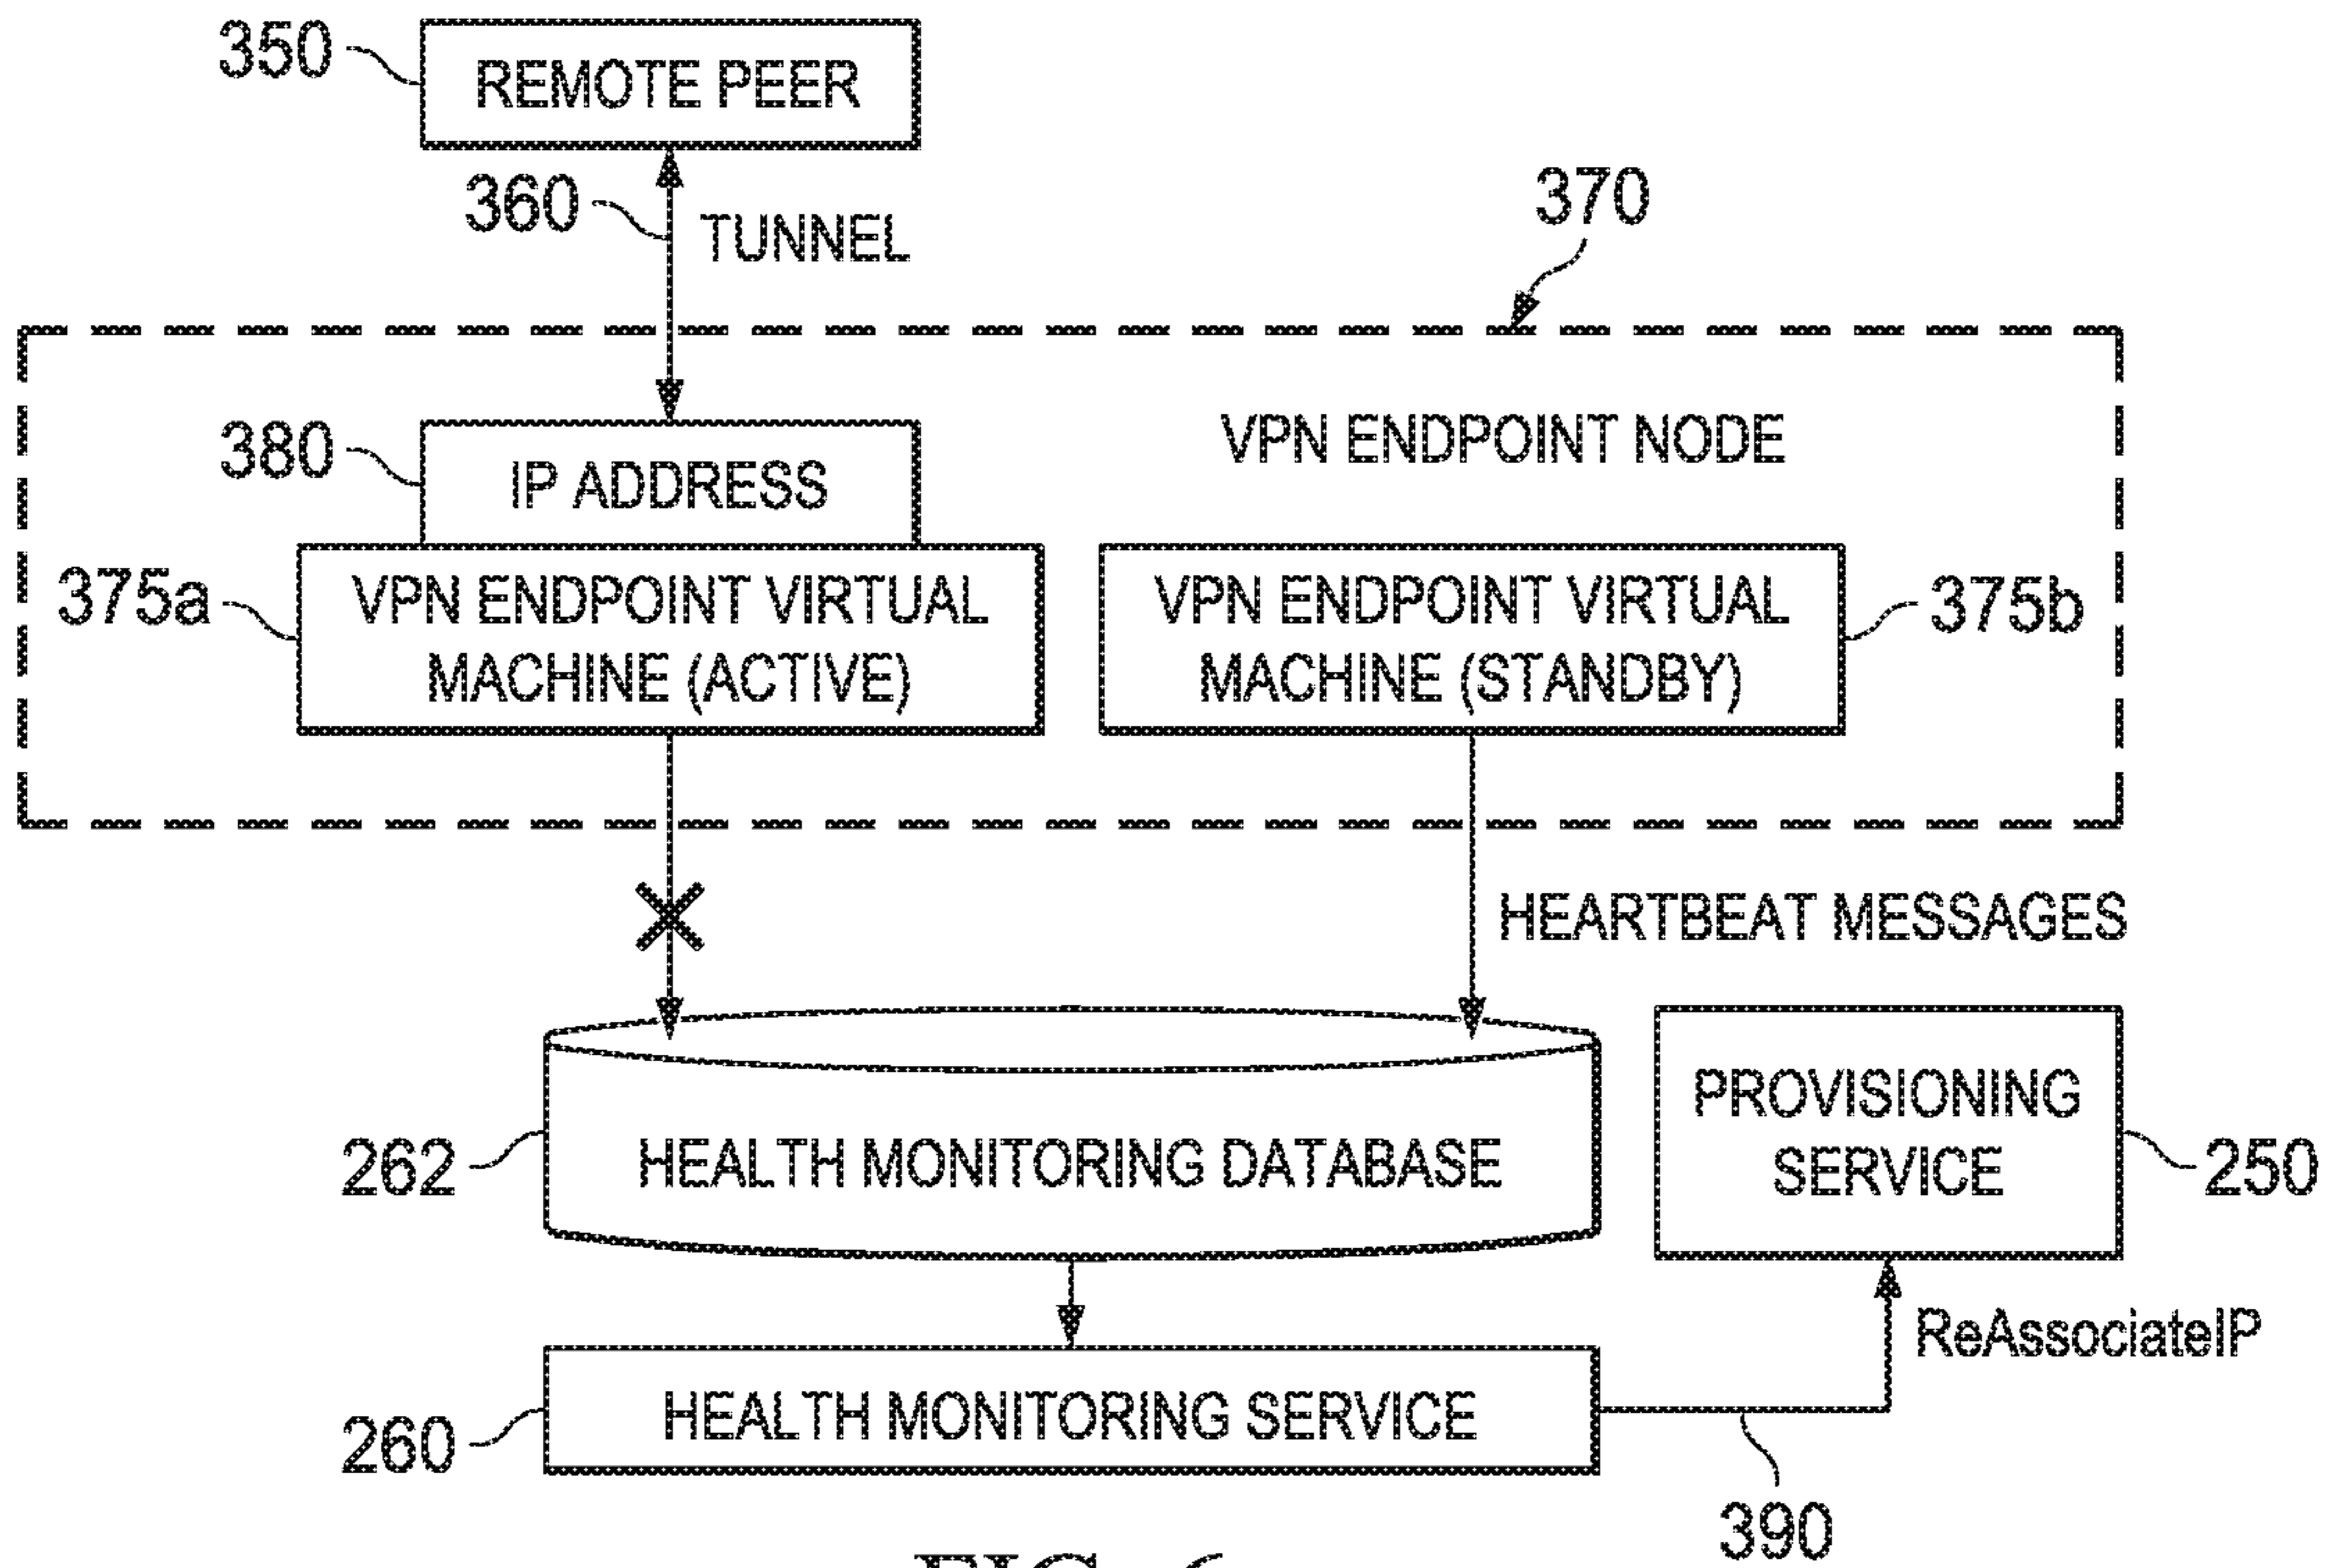 350
REMOTE PEER
360
TUNNEL
370
380
IP ADDRESS
VPN ENDPOINT NODE
375a
VPN ENDPOINT VIRTUAL
MACHINE (ACTIVE)
VPN ENDPOINT VIRTUAL
MACHINE (STANDBY)
375b
HEARTBEAT MESSAGES
262
HEALTH MONITORING DATABASE
PROVISIONING
SERVICE
250
ReAssociateIP
260
HEALTH MONITORING SERVICE
390
FIG. 6